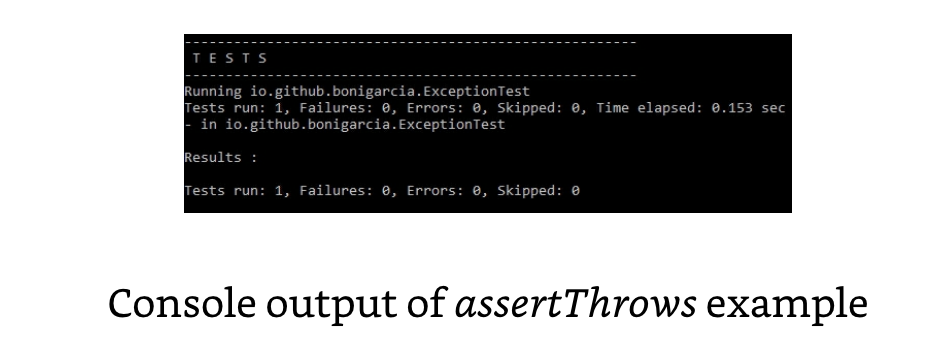 -------------------------------------------------------
T E S T S
-------------------------------------------------------
Running io.github.bonigarcia.ExceptionTest
Tests run: 1, Failures: 0, Errors: 0, Skipped: 0, Time elapsed: 0.153 sec
- in io.github.bonigarcia.ExceptionTest
Results :
Tests run: 1, Failures: 0, Errors: 0, Skipped: 0
Console output of assertThrows example